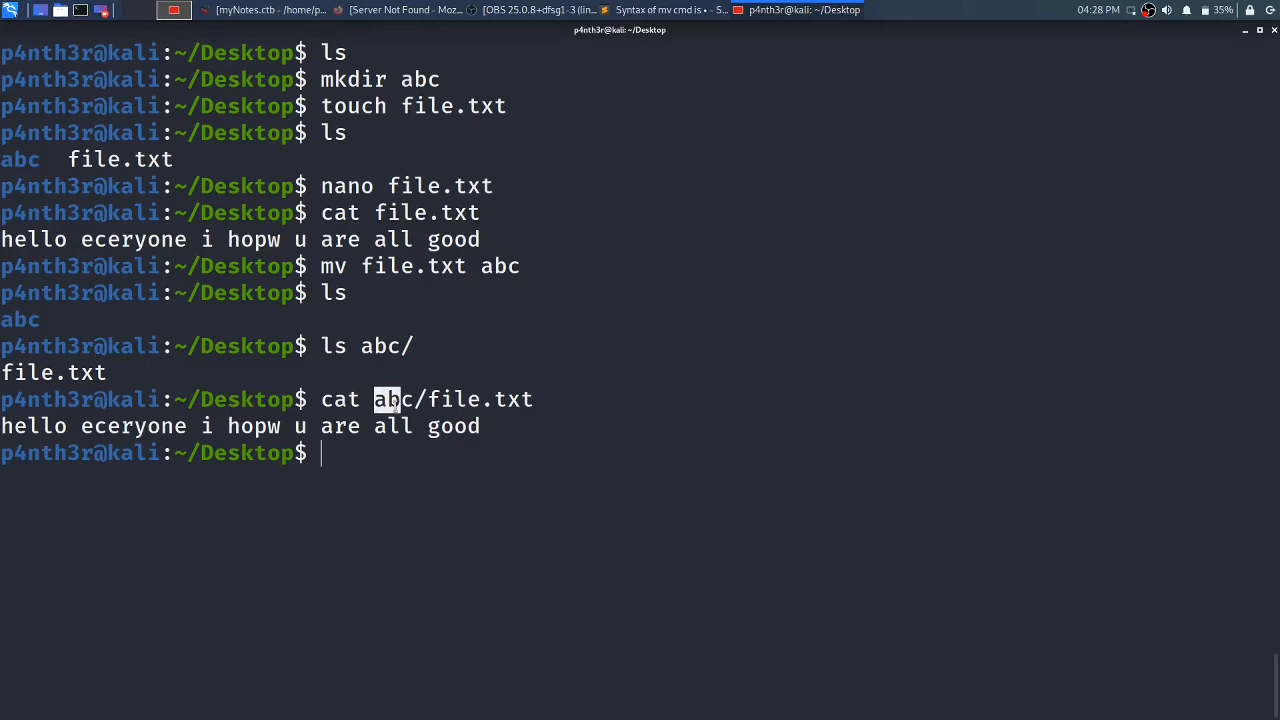 [myNotes.ctb - /home/p... [Server Not Found - Moz... [OBS 25.0.8+dfsg1-3 (lin... Syntax of mv cmd is • - S... p4nth3r@kali: ~/Desktop 04:28 PM 35%
p4nth3r@kali: ~/Desktop
p4nth3r@kali:~/Desktop$ ls
p4nth3r@kali:~/Desktop$ mkdir abc
p4nth3r@kali:~/Desktop$ touch file.txt
p4nth3r@kali:~/Desktop$ ls
abc file.txt
p4nth3r@kali:~/Desktop$ nano file.txt
p4nth3r@kali:~/Desktop$ cat file.txt
hello eceryone i hopw u are all good
p4nth3r@kali:~/Desktop$ mv file.txt abc
p4nth3r@kali:~/Desktop$ ls
abc
p4nth3r@kali:~/Desktop$ ls abc/
file.txt
p4nth3r@kali:~/Desktop$ cat abc/file.txt
hello eceryone i hopw u are all good
p4nth3r@kali:~/Desktop$